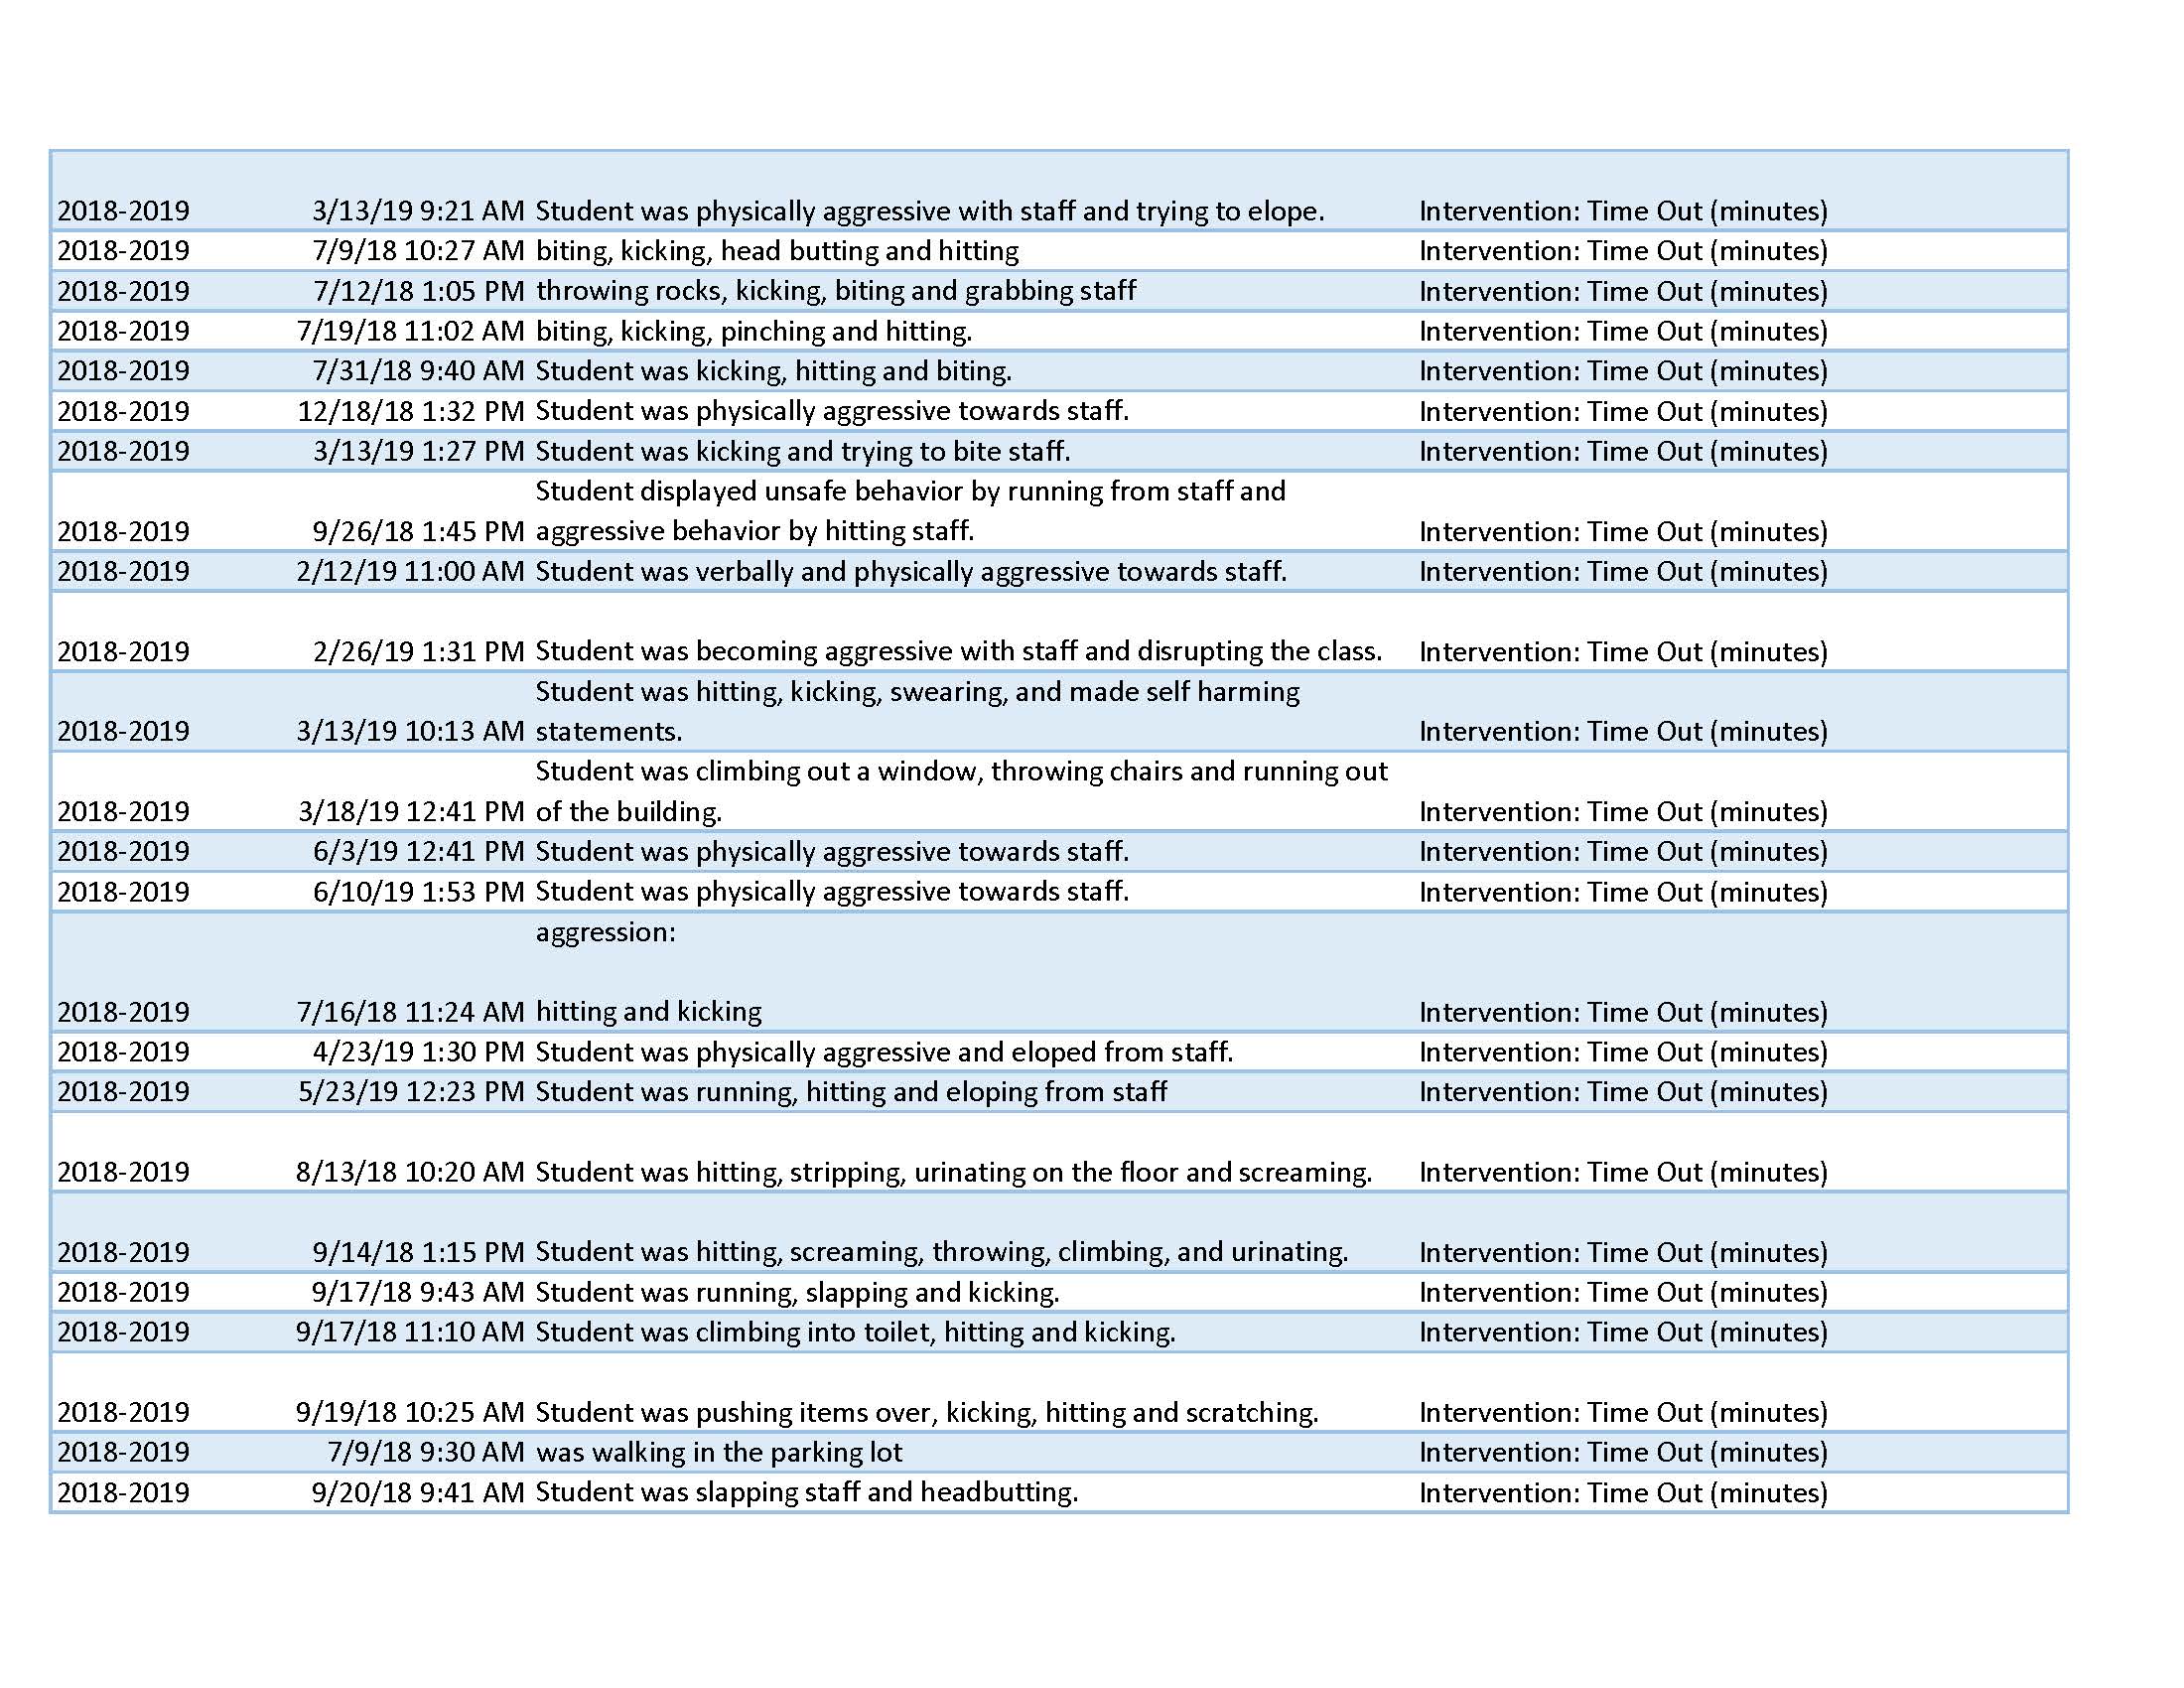 2018-2019 3/13/19 9:21 AM Student was physically aggressive with staff and trying to elope. Intervention: Time Out (minutes)
2018-2019 7/9/18 10:27 AM biting, kicking, head butting and hitting Intervention: Time Out (minutes)
2018-2019 7/12/18 1:05 PM throwing rocks, kicking, biting and grabbing staff Intervention: Time Out (minutes)
2018-2019 7/19/18 11:02 AM biting, kicking, pinching and hitting. Intervention: Time Out (minutes)
2018-2019 7/31/18 9:40 AM Student was kicking, hitting and biting. Intervention: Time Out (minutes)
2018-2019 12/18/18 1:32 PM Student was physically aggressive towards staff. Intervention: Time Out (minutes)
2018-2019 3/13/19 1:27 PM Student was kicking and trying to bite staff. Intervention: Time Out (minutes)
Student displayed unsafe behavior by running from staff and
2018-2019 9/26/18 1:45 PM aggressive behavior by hitting staff. Intervention: Time Out (minutes)
2018-2019 2/12/19 11:00 AM Student was verbally and physically aggressive towards staff. Intervention: Time Out (minutes)
2018-2019 2/26/19 1:31 PM Student was becoming aggressive with staff and disrupting the class. Intervention: Time Out (minutes)
Student was hitting, kicking, swearing, and made self harming
2018-2019 3/13/19 10:13 AM statements. Intervention: Time Out (minutes)
Student was climbing out a window, throwing chairs and running out
2018-2019 3/18/19 12:41 PM of the building. Intervention: Time Out (minutes)
2018-2019 6/3/19 12:41 PM Student was physically aggressive towards staff. Intervention: Time Out (minutes)
2018-2019 6/10/19 1:53 PM Student was physically aggressive towards staff. Intervention: Time Out (minutes)
aggression:
2018-2019 7/16/18 11:24 AM hitting and kicking Intervention: Time Out (minutes)
2018-2019 4/23/19 1:30 PM Student was physically aggressive and eloped from staff. Intervention: Time Out (minutes)
2018-2019 5/23/19 12:23 PM Student was running, hitting and eloping from staff Intervention: Time Out (minutes)
2018-2019 8/13/18 10:20 AM Student was hitting, stripping, urinating on the floor and screaming. Intervention: Time Out (minutes)
2018-2019 9/14/18 1:15 PM Student was hitting, screaming, throwing, climbing, and urinating. Intervention: Time Out (minutes)
2018-2019 9/17/18 9:43 AM Student was running, slapping and kicking. Intervention: Time Out (minutes)
2018-2019 9/17/18 11:10 AM Student was climbing into toilet, hitting and kicking. Intervention: Time Out (minutes)
2018-2019 9/19/18 10:25 AM Student was pushing items over, kicking, hitting and scratching. Intervention: Time Out (minutes)
2018-2019 7/9/18 9:30 AM was walking in the parking lot Intervention: Time Out (minutes)
2018-2019 9/20/18 9:41 AM Student was slapping staff and headbutting. Intervention: Time Out (minutes)